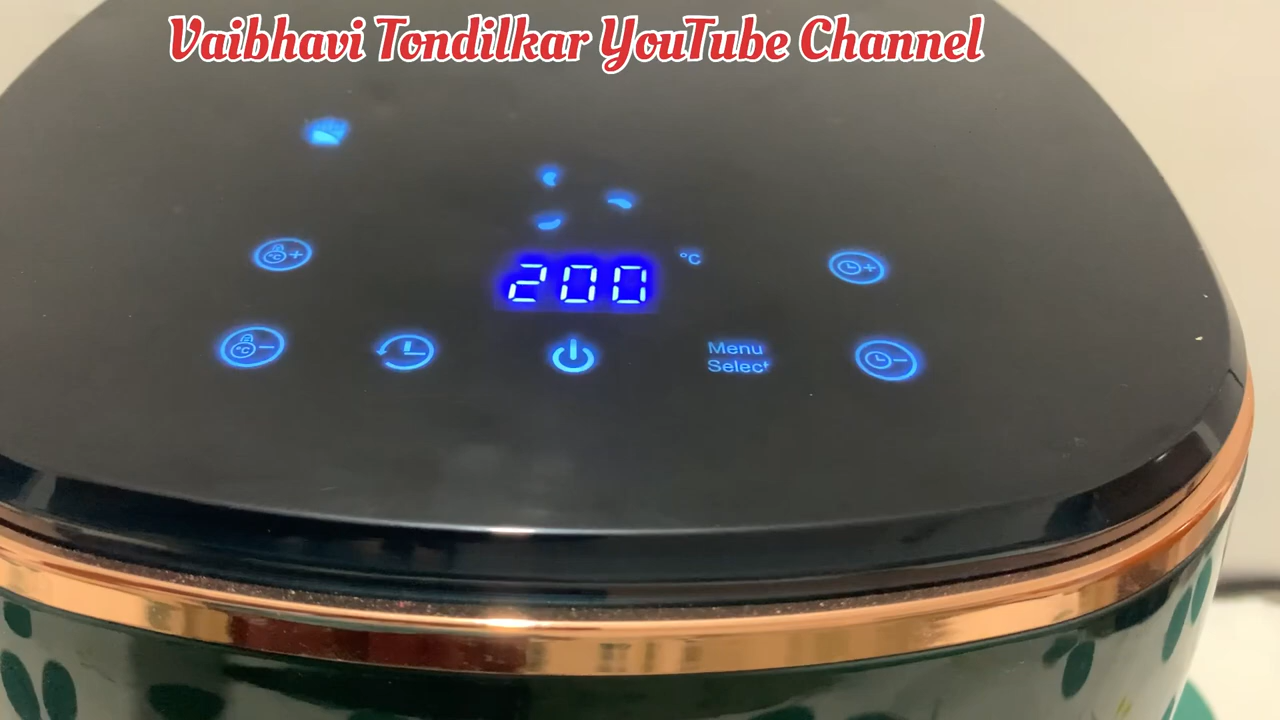 Vaibhavi Tondilkar YouTube Channel
°C +
200 °C
+
°C −
Menu
Select
−